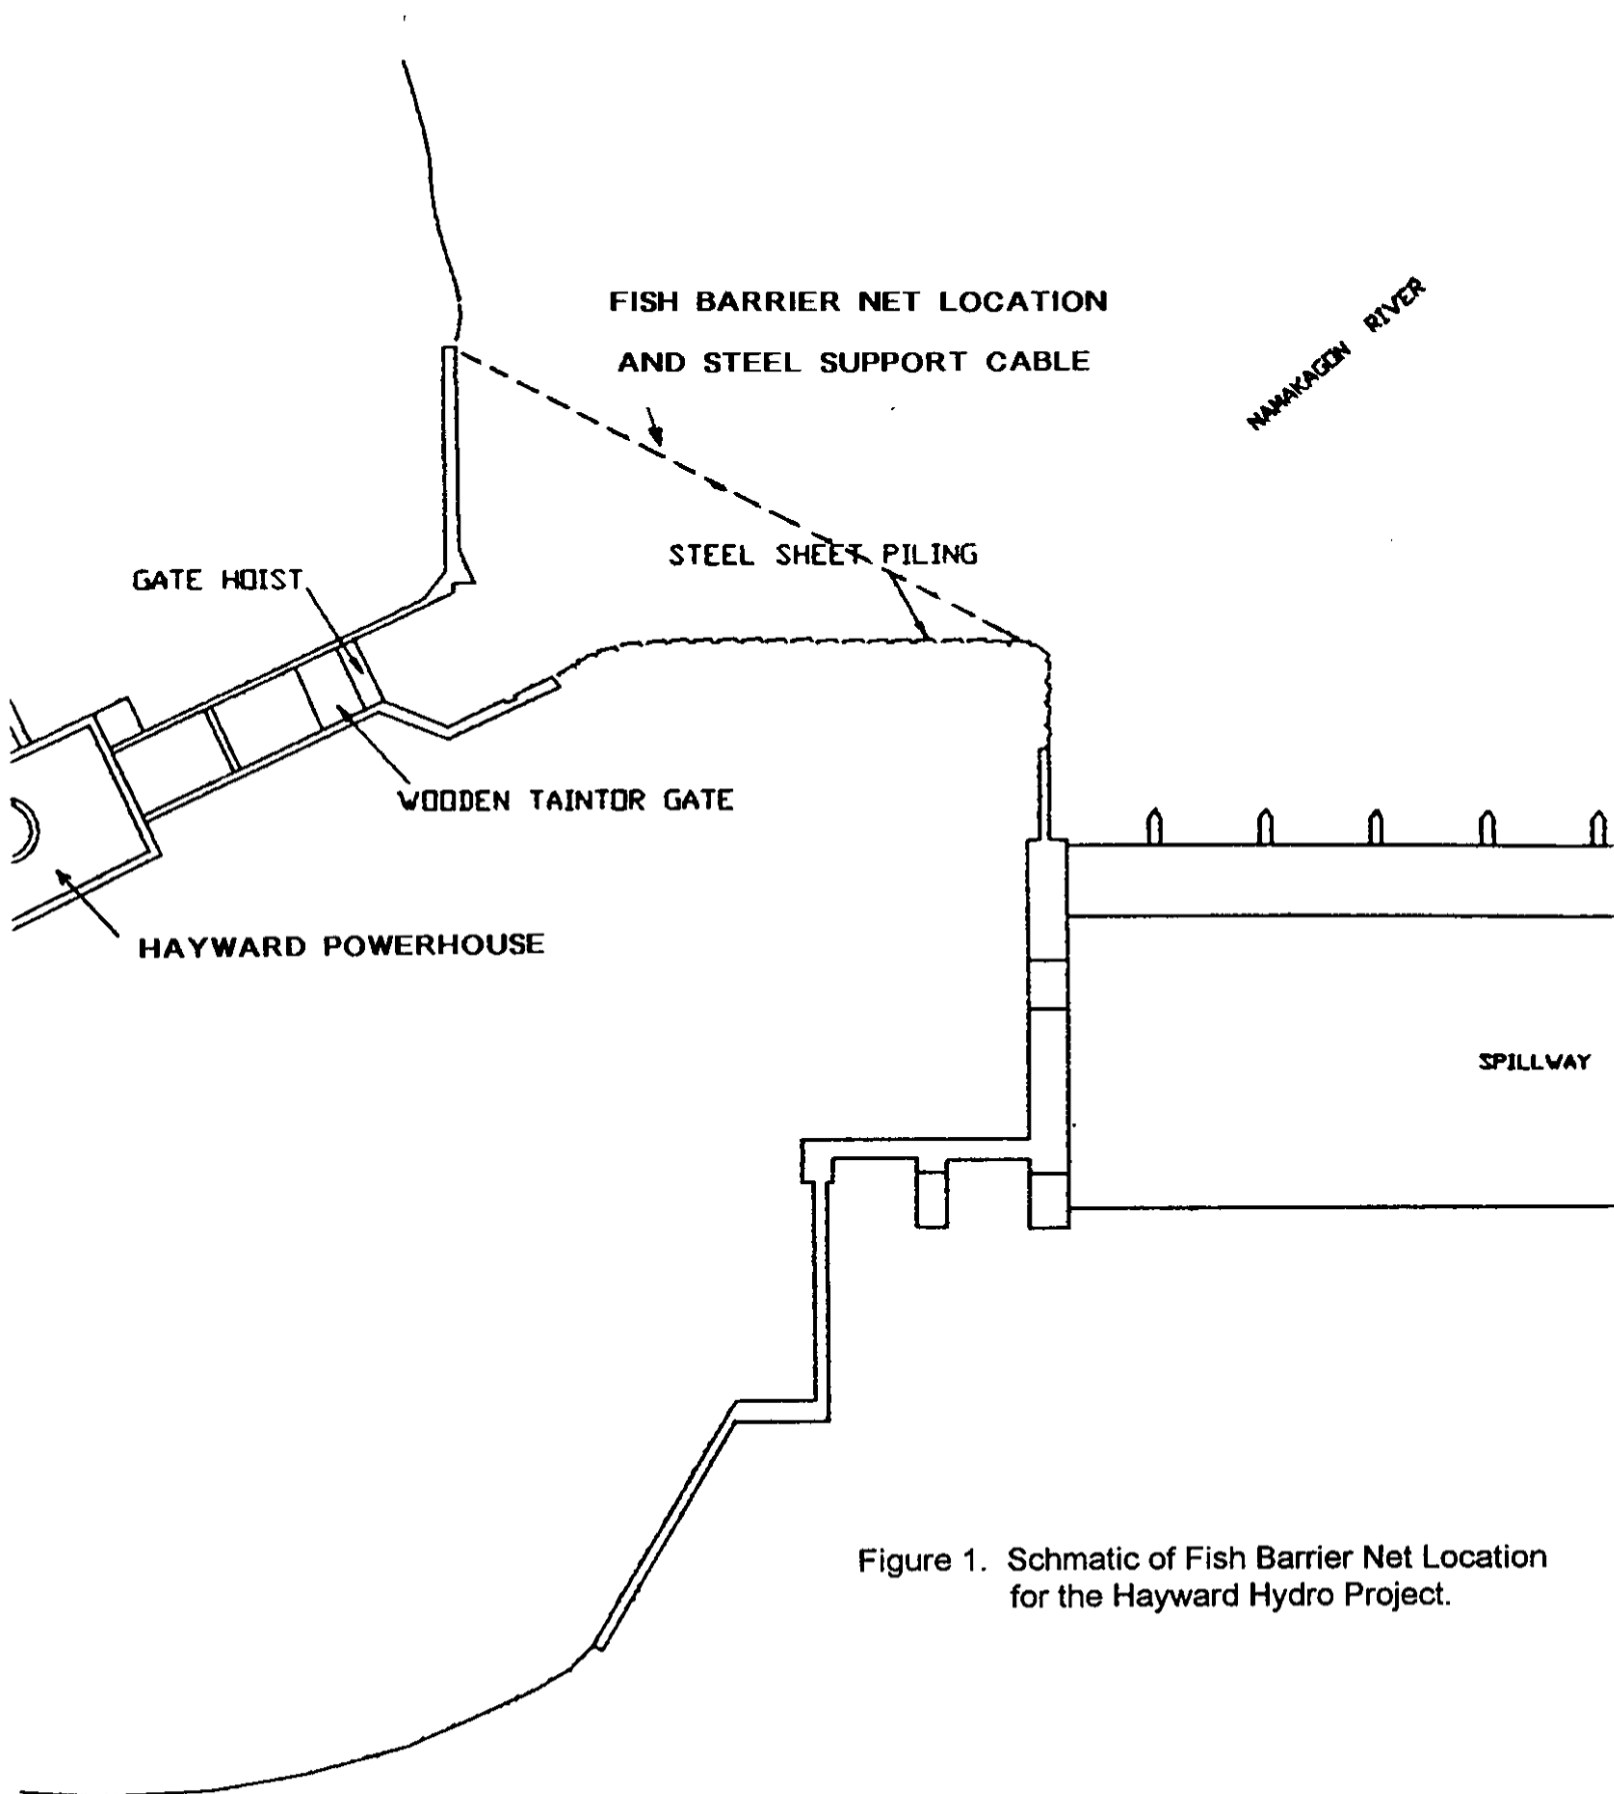 FISH BARRIER NET LOCATION
AND STEEL SUPPORT CABLE
NAMAKAGON RIVER
STEEL SHEET PILING
GATE HOIST
WOODEN TAINTOR GATE
HAYWARD POWERHOUSE
SPILLWAY
Figure 1. Schmatic of Fish Barrier Net Location
for the Hayward Hydro Project.